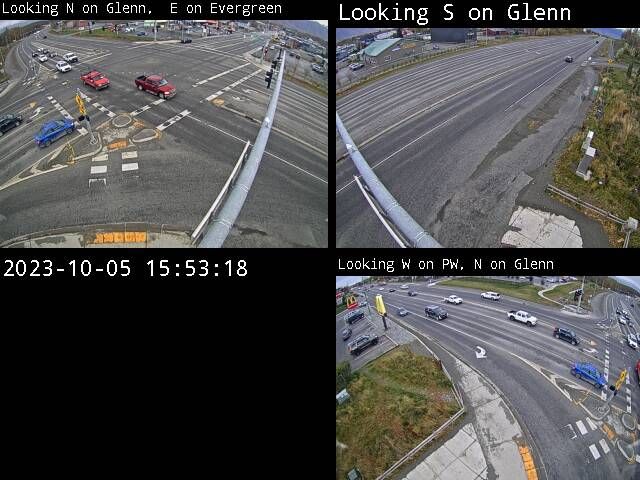 Looking N on Glenn,  E on Evergreen
Looking S on Glenn
2023-10-05 15:53:18
Looking W on PW, N on Glenn